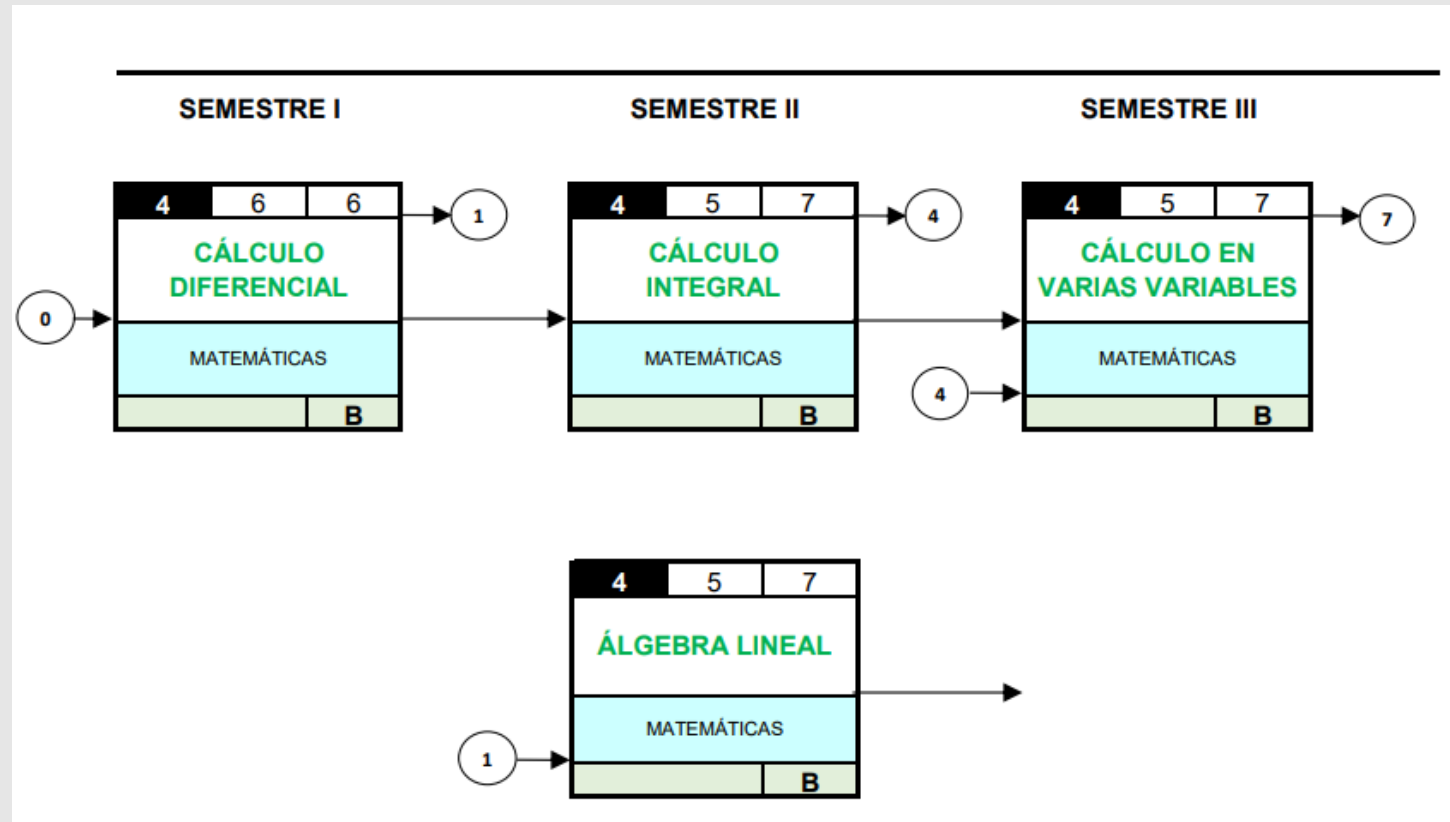 SEMESTRE I SEMESTRE II SEMESTRE III
4 6 6 1 4 5 7 4 4 5 7 7
CÁLCULO DIFERENCIAL
CÁLCULO INTEGRAL
CÁLCULO EN VARIAS VARIABLES
0
MATEMÁTICAS MATEMÁTICAS MATEMÁTICAS
4
B B B
4 5 7
ÁLGEBRA LINEAL
MATEMÁTICAS
1
B